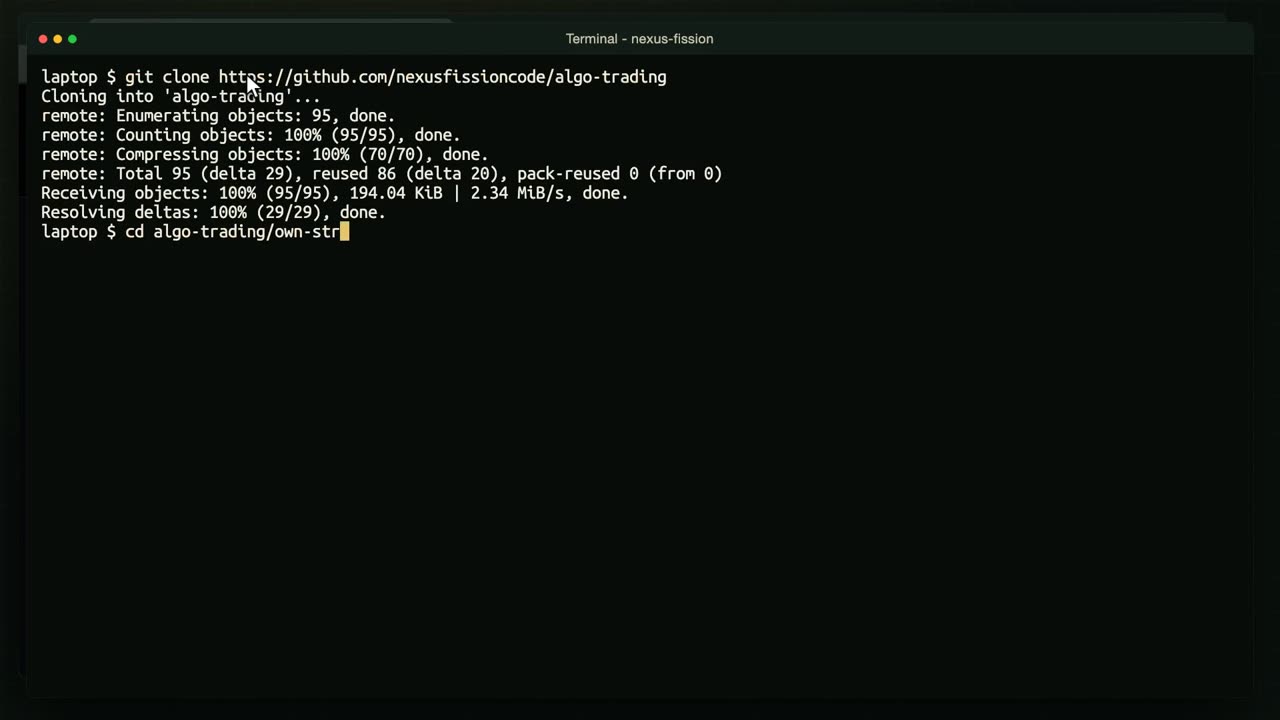 Terminal - nexus-fission
laptop $ git clone https://github.com/nexusfissioncode/algo-trading
Cloning into 'algo-trading'...
remote: Enumerating objects: 95, done.
remote: Counting objects: 100% (95/95), done.
remote: Compressing objects: 100% (70/70), done.
remote: Total 95 (delta 29), reused 86 (delta 20), pack-reused 0 (from 0)
Receiving objects: 100% (95/95), 194.04 KiB | 2.34 MiB/s, done.
Resolving deltas: 100% (29/29), done.
laptop $ cd algo-trading/own-str